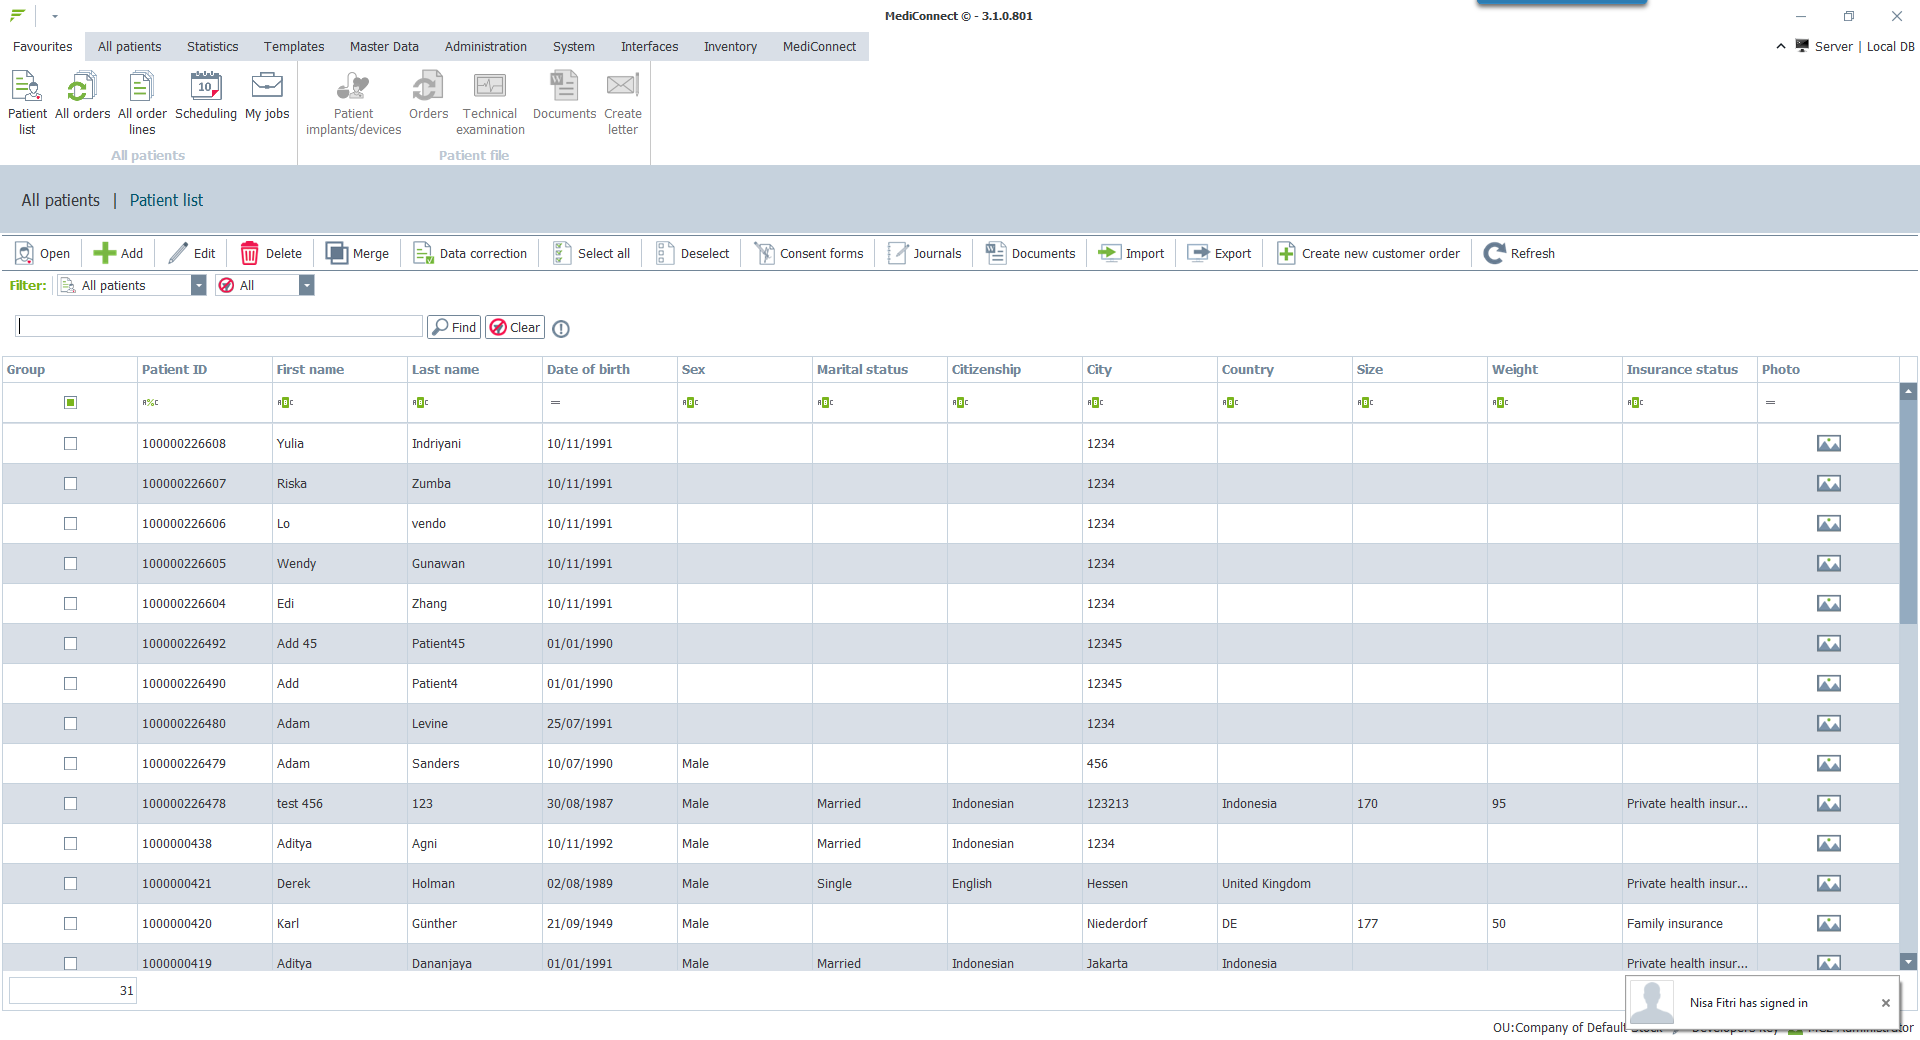 MediConnect © - 3.1.0.801
Favourites All patients Statistics Templates Master Data Administration System Interfaces Inventory MediConnect
Server | Local DB
Patient list All orders All order lines Scheduling My jobs Patient implants/devices Orders Technical examination Documents Create letter
All patients Patient file
All patients | Patient list
Open Add Edit Delete Merge Data correction Select all Deselect Consent forms Journals Documents Import Export Create new customer order Refresh
Filter: All patients All
Find Clear
Group Patient ID First name Last name Date of birth Sex Marital status Citizenship City Country Size Weight Insurance status Photo
100000226608 Yulia Indriyani 10/11/1991 1234
100000226607 Riska Zumba 10/11/1991 1234
100000226606 Lo vendo 10/11/1991 1234
100000226605 Wendy Gunawan 10/11/1991 1234
100000226604 Edi Zhang 10/11/1991 1234
100000226492 Add 45 Patient45 01/01/1990 12345
100000226490 Add Patient4 01/01/1990 12345
100000226480 Adam Levine 25/07/1991 1234
100000226479 Adam Sanders 10/07/1990 Male 456
100000226478 test 456 123 30/08/1987 Male Married Indonesian 123213 Indonesia 170 95 Private health insur...
1000000438 Aditya Agni 10/11/1992 Male Married Indonesian 1234
1000000421 Derek Holman 02/08/1989 Male Single English Hessen United Kingdom Private health insur...
1000000420 Karl Günther 21/09/1949 Male Niederdorf DE 177 50 Family insurance
1000000419 Aditya Dananjaya 01/01/1991 Male Married Indonesian Jakarta Indonesia Private health insur...
31
Nisa Fitri has signed in
OU:Company of Default